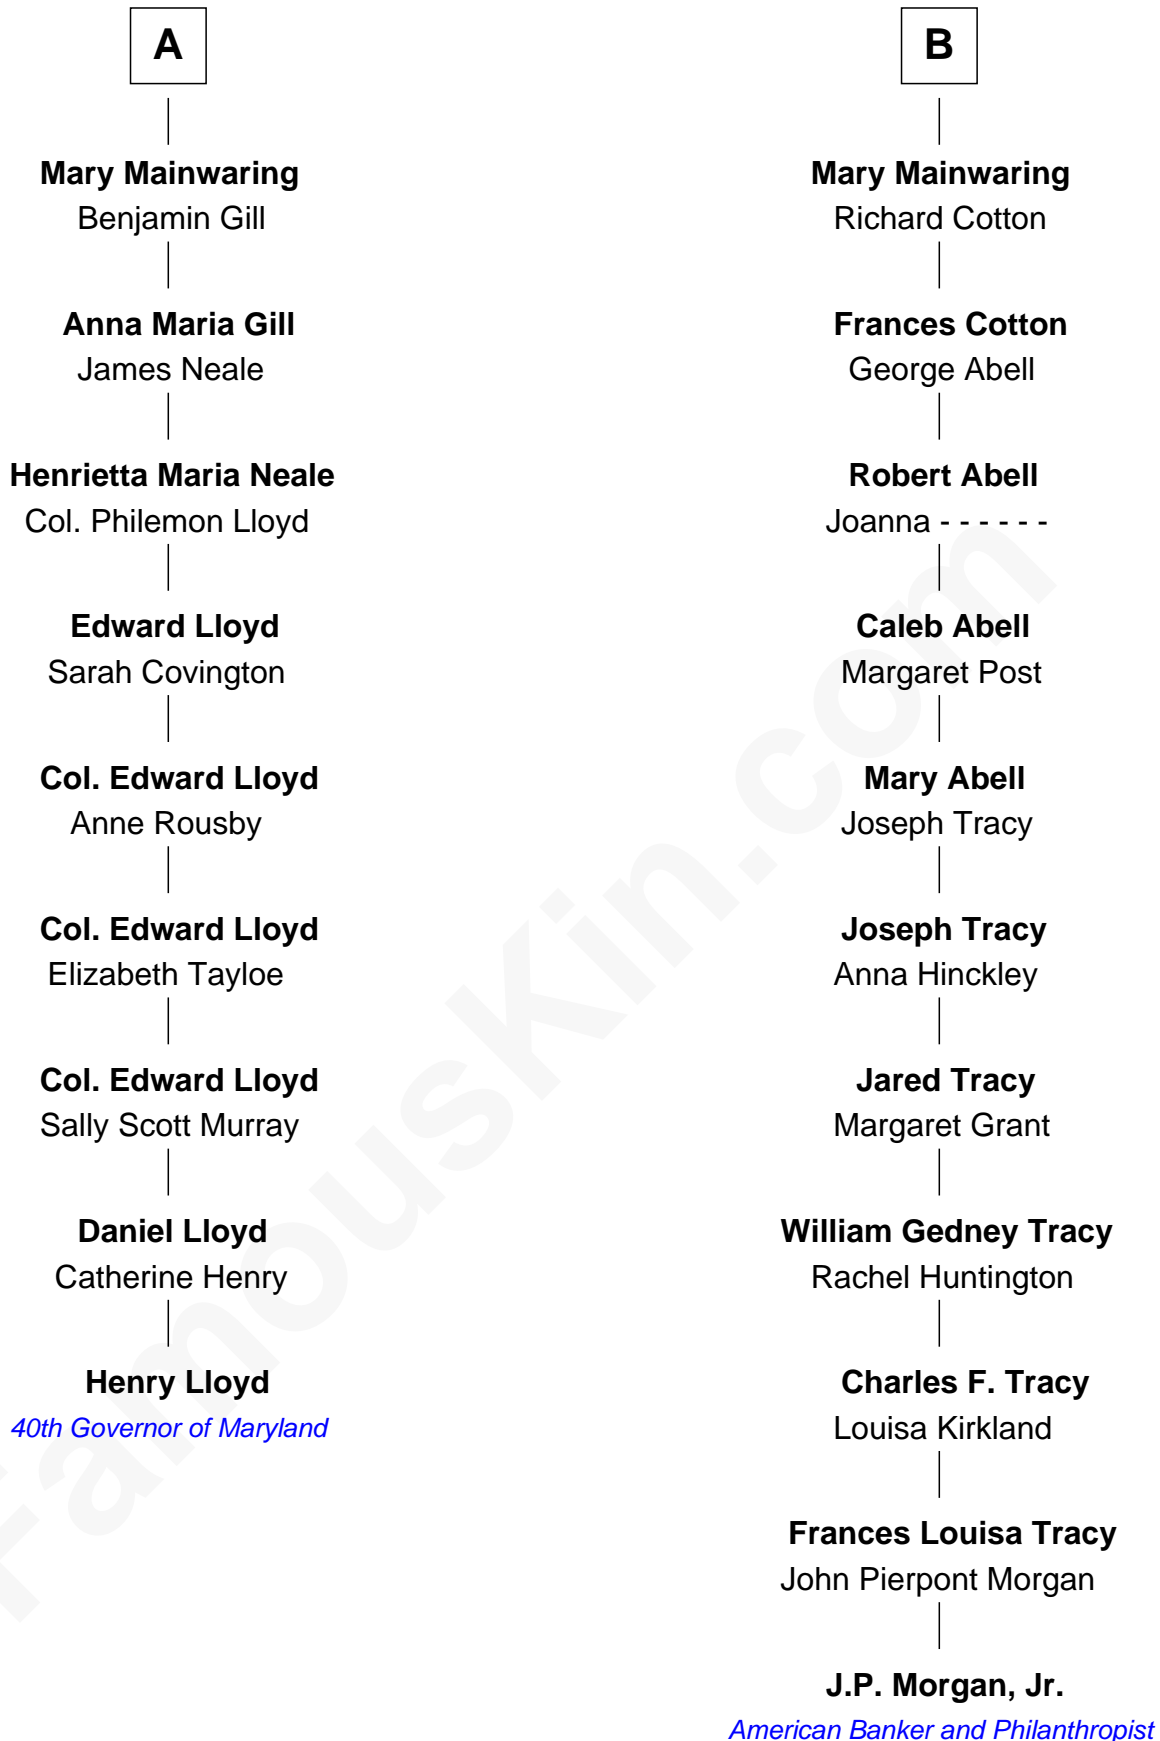 A
Mary Mainwaring
Benjamin Gill
Anna Maria Gill
James Neale
Henrietta Maria Neale
Col. Philemon Lloyd
Edward Lloyd
Sarah Covington
Col. Edward Lloyd
Anne Rousby
Col. Edward Lloyd
Elizabeth Tayloe
Col. Edward Lloyd
Sally Scott Murray
Daniel Lloyd
Catherine Henry
Henry Lloyd
40th Governor of Maryland
B
Mary Mainwaring
Richard Cotton
Frances Cotton
George Abell
Robert Abell
Joanna - - - - - -
Caleb Abell
Margaret Post
Mary Abell
Joseph Tracy
Joseph Tracy
Anna Hinckley
Jared Tracy
Margaret Grant
William Gedney Tracy
Rachel Huntington
Charles F. Tracy
Louisa Kirkland
Frances Louisa Tracy
John Pierpont Morgan
J.P. Morgan, Jr.
American Banker and Philanthropist
FamousKin.com